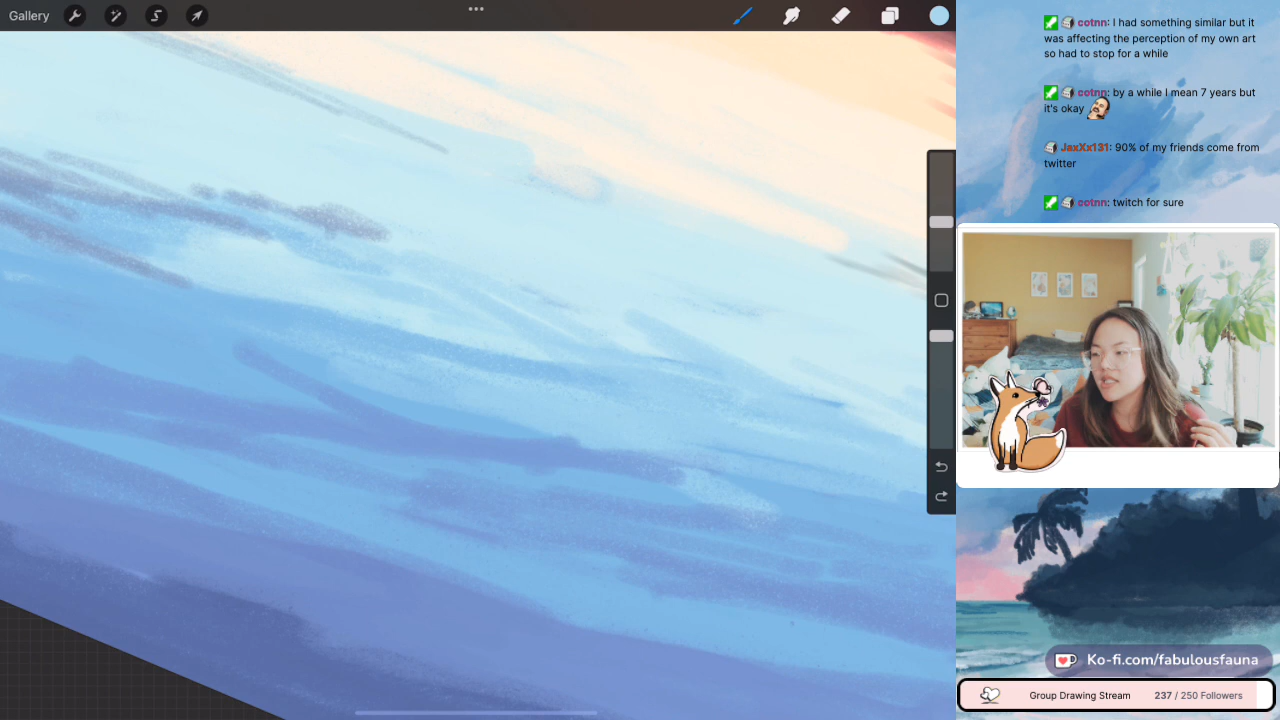 Gallery
cotnn: I had something similar but it
was affecting the perception of my own art
so had to stop for a while
cotnn: by a while I mean 7 years but
it's okay
JaxXx131: 90% of my friends come from
twitter
cotnn: twitch for sure
Ko-fi.com/fabulousfauna
Group Drawing Stream 237 / 250 Followers